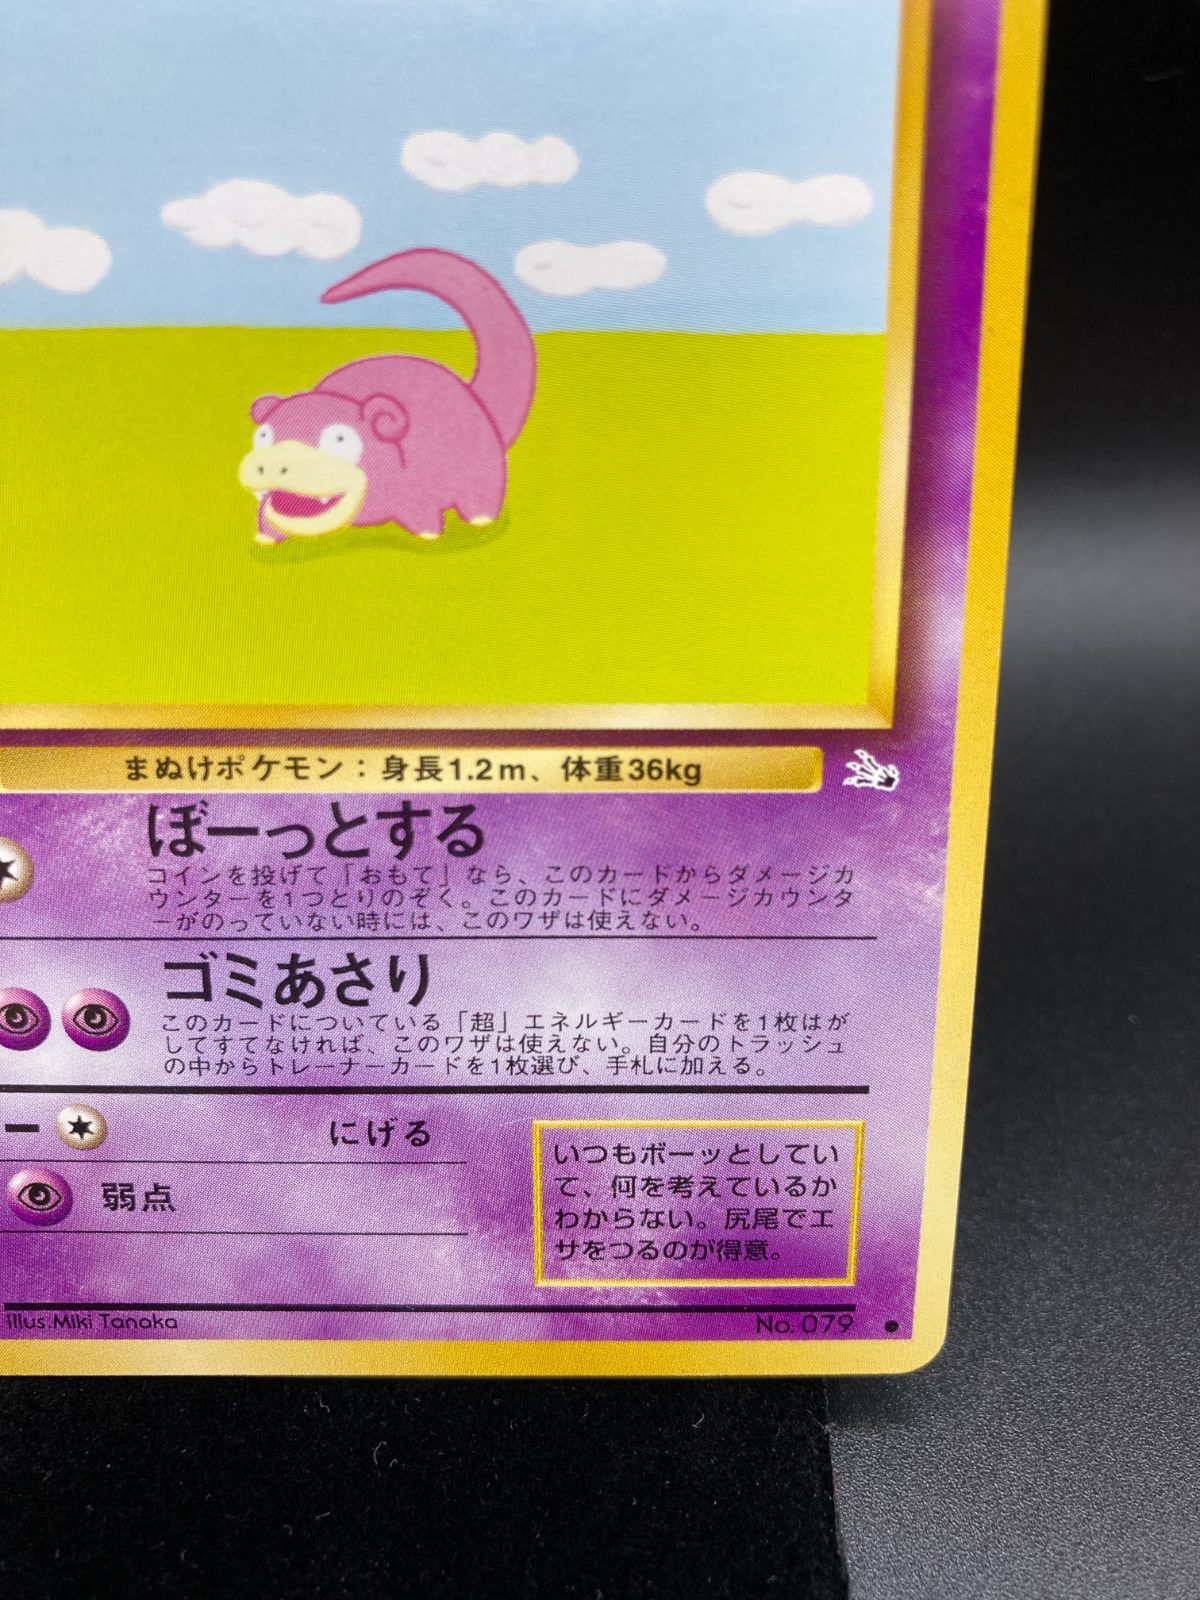 まぬけポケモン：身長1.2m、体重36kg
ぼーっとする
コインを投げて「おもて」なら、このカードからダメージカ
ウンターを1つとりのぞく。このカードにダメージカウンタ
ーがのっていない時には、このワザは使えない。
ゴミあさり
このカードについている「超」エネルギーカードを1枚はが
してすてなければ、このワザは使えない。自分のトラッシュ
の中からトレーナーカードを1枚選び、手札に加える。
ー にげる
弱点
いつもボーッとしてい
て、何を考えているか
わからない。尻尾でエ
サをつるのが得意。
illus.Miki Tanaka
No. 079 ●